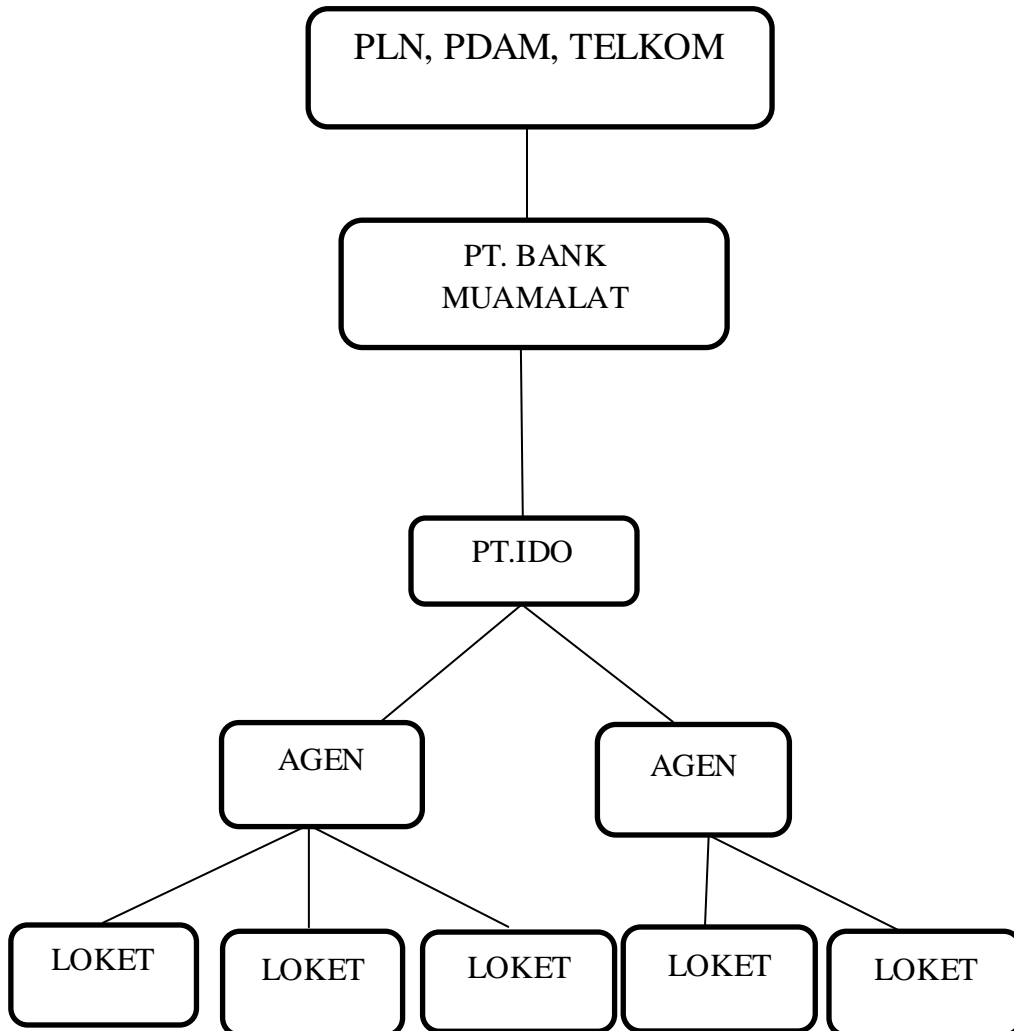 PLN, PDAM, TELKOM
PT. BANK
MUAMALAT
PT.IDO
AGEN
AGEN
LOKET
LOKET
LOKET
LOKET
LOKET